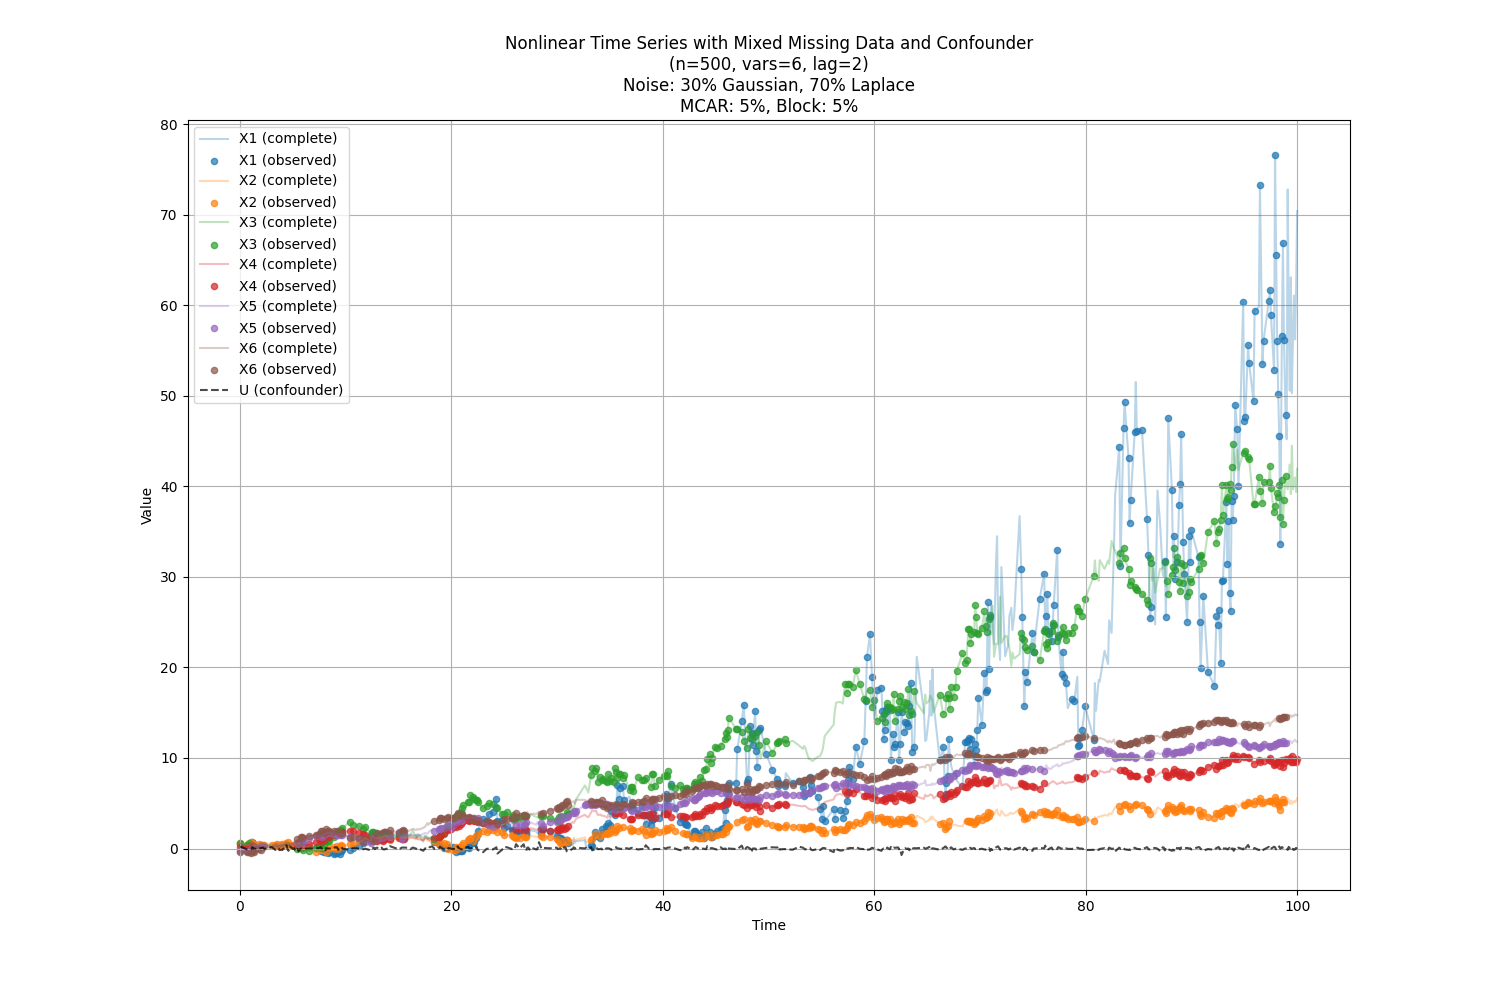 Nonlinear Time Series with Mixed Missing Data and Confounder
(n=500, vars=6, lag=2)
Noise: 30% Gaussian, 70% Laplace
MCAR: 5%, Block: 5%
80
70
60
50
40
30
20
10
0
Value
X1 (complete)
X1 (observed)
X2 (complete)
X2 (observed)
X3 (complete)
X3 (observed)
X4 (complete)
X4 (observed)
X5 (complete)
X5 (observed)
X6 (complete)
X6 (observed)
U (confounder)
0 20 40 60 80 100
Time